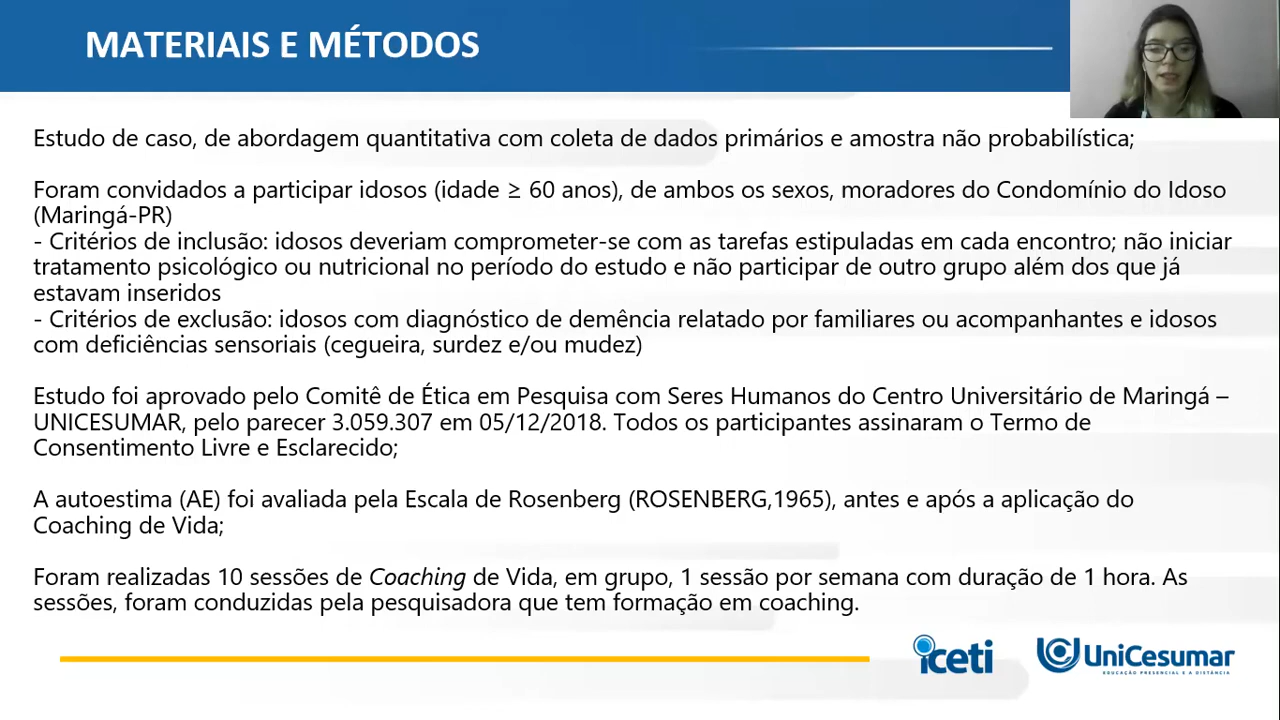 MATERIAIS E MÉTODOS
Estudo de caso, de abordagem quantitativa com coleta de dados primários e amostra não probabilística;
Foram convidados a participar idosos (idade ≥ 60 anos), de ambos os sexos, moradores do Condomínio do Idoso
(Maringá-PR)
- Critérios de inclusão: idosos deveriam comprometer-se com as tarefas estipuladas em cada encontro; não iniciar
tratamento psicológico ou nutricional no período do estudo e não participar de outro grupo além dos que já
estavam inseridos
- Critérios de exclusão: idosos com diagnóstico de demência relatado por familiares ou acompanhantes e idosos
com deficiências sensoriais (cegueira, surdez e/ou mudez)
Estudo foi aprovado pelo Comitê de Ética em Pesquisa com Seres Humanos do Centro Universitário de Maringá –
UNICESUMAR, pelo parecer 3.059.307 em 05/12/2018. Todos os participantes assinaram o Termo de
Consentimento Livre e Esclarecido;
A autoestima (AE) foi avaliada pela Escala de Rosenberg (ROSENBERG,1965), antes e após a aplicação do
Coaching de Vida;
Foram realizadas 10 sessões de Coaching de Vida, em grupo, 1 sessão por semana com duração de 1 hora. As
sessões, foram conduzidas pela pesquisadora que tem formação em coaching.
iceti
UniCesumar
EDUCAÇÃO PRESENCIAL E A DISTÂNCIA